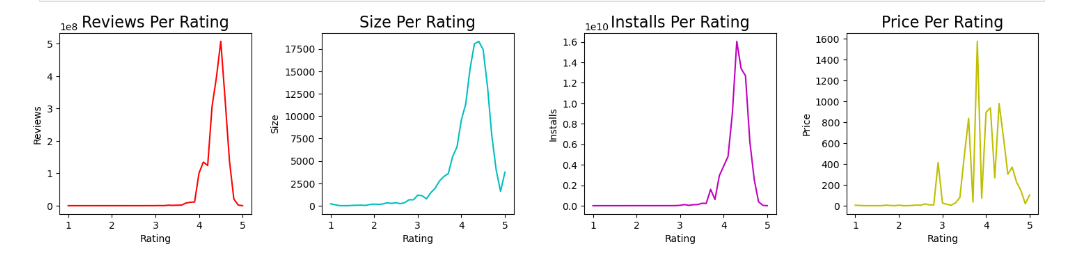 Reviews Per Rating
1e8
5
4
3
2
1
0
Reviews
1 2 3 4 5
Rating
Size Per Rating
17500
15000
12500
10000
7500
5000
2500
0
Size
1 2 3 4 5
Rating
Installs Per Rating
1e10
1.6
1.4
1.2
1.0
0.8
0.6
0.4
0.2
0.0
Installs
1 2 3 4 5
Rating
Price Per Rating
1600
1400
1200
1000
800
600
400
200
0
Price
1 2 3 4 5
Rating